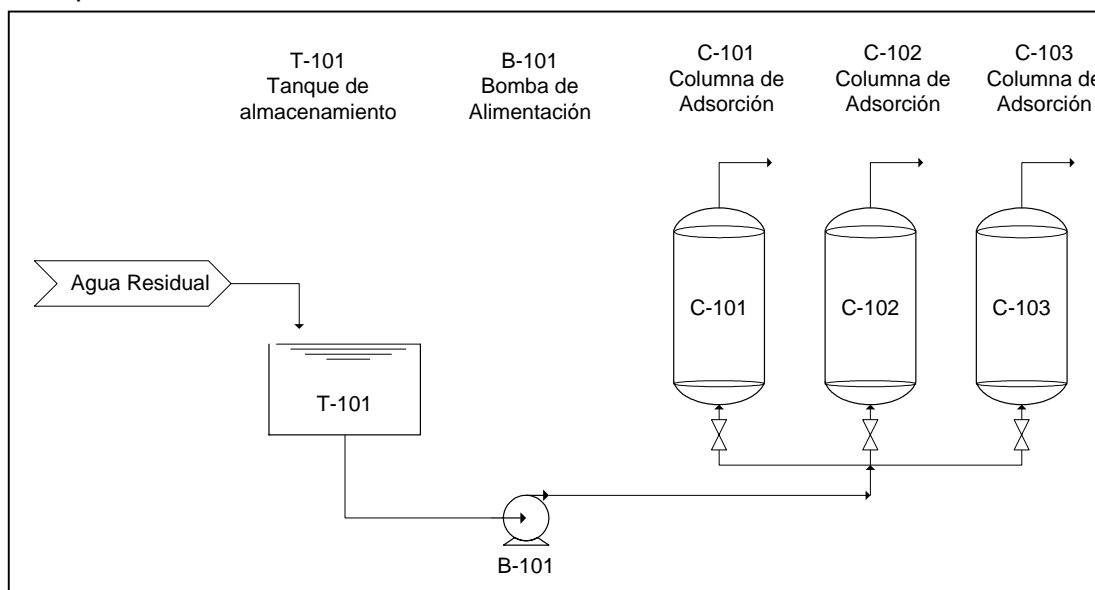 T-101
Tanque de
almacenamiento
B-101
Bomba de
Alimentación
C-101
Columna de
Adsorción
C-102
Columna de
Adsorción
C-103
Columna de
Adsorción
Agua Residual
C-101
C-102
C-103
T-101
B-101